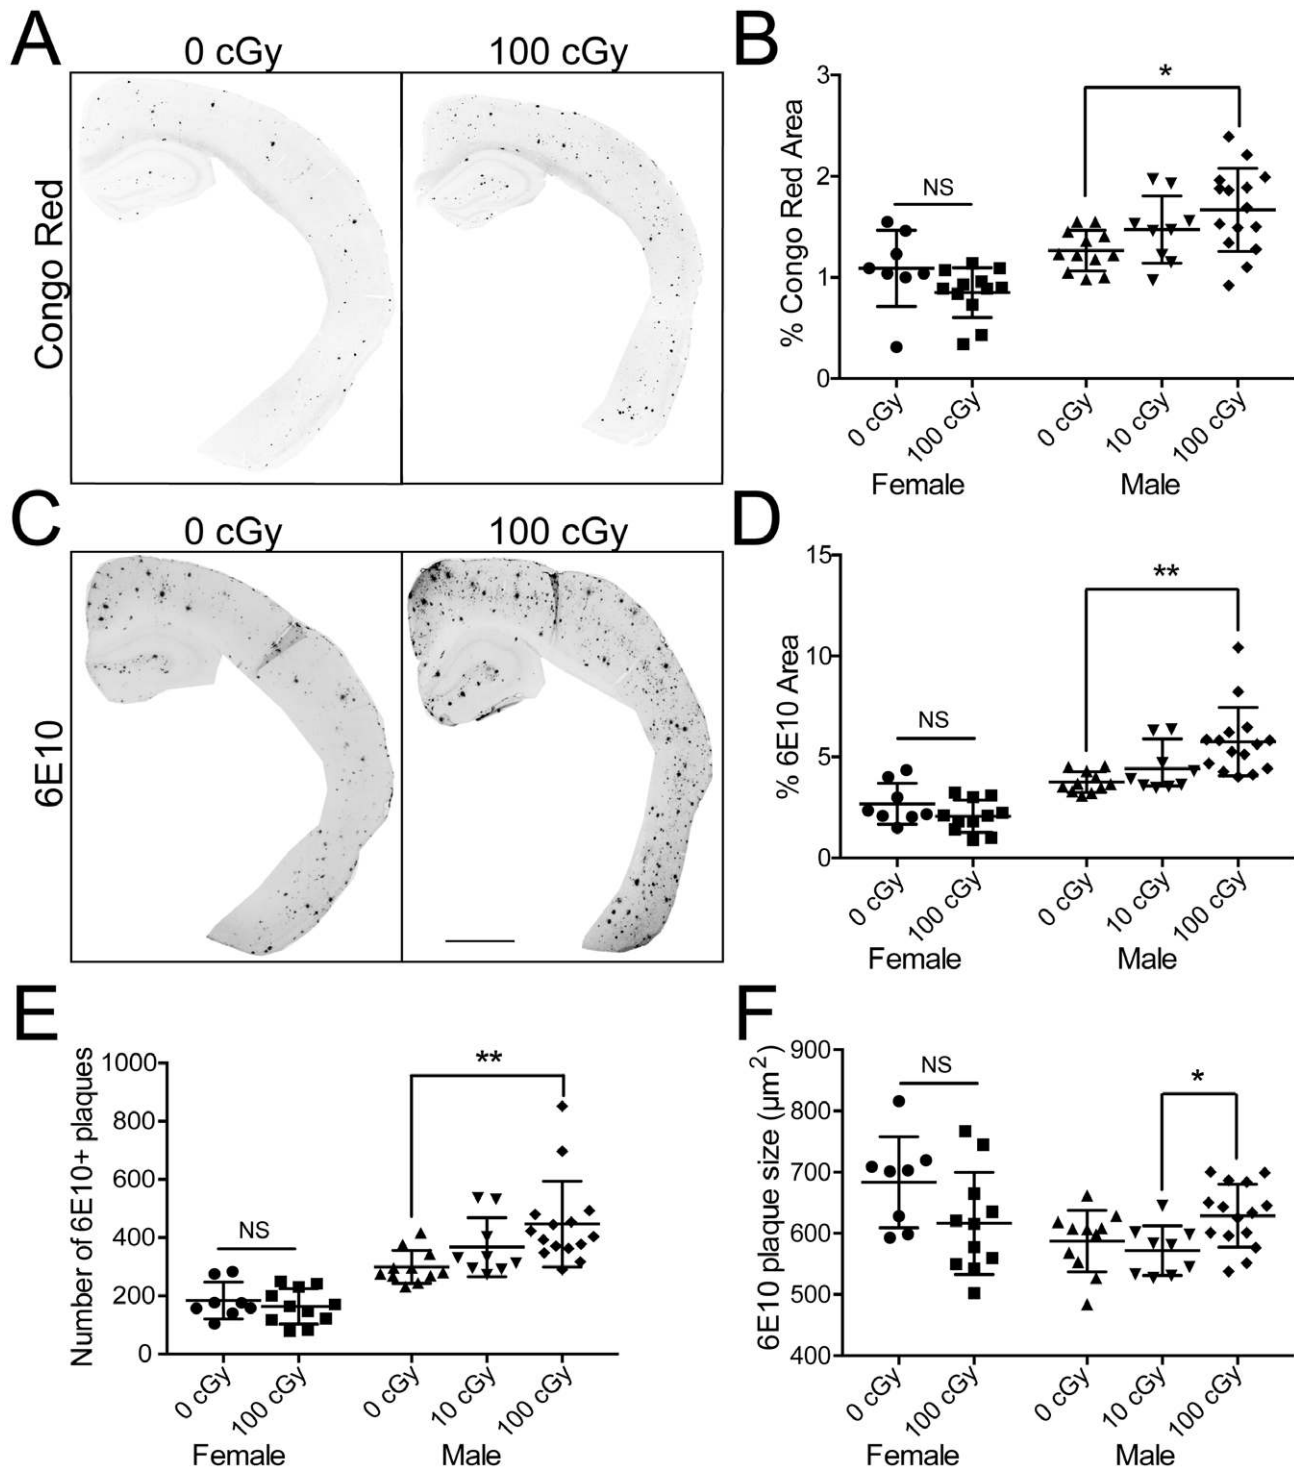 A
0 cGy
100 cGy
Congo Red
B
% Congo Red Area
3
2
1
0
NS
*
0 cGy
100 cGy
0 cGy
10 cGy
100 cGy
Female
Male
C
0 cGy
100 cGy
6E10
D
% 6E10 Area
15
10
5
0
NS
**
0 cGy
100 cGy
0 cGy
10 cGy
100 cGy
Female
Male
E
Number of 6E10+ plaques
1000
800
600
400
200
0
NS
**
0 cGy
100 cGy
0 cGy
10 cGy
100 cGy
Female
Male
F
6E10 plaque size (µm²)
900
800
700
600
500
400
NS
*
0 cGy
100 cGy
0 cGy
10 cGy
100 cGy
Female
Male